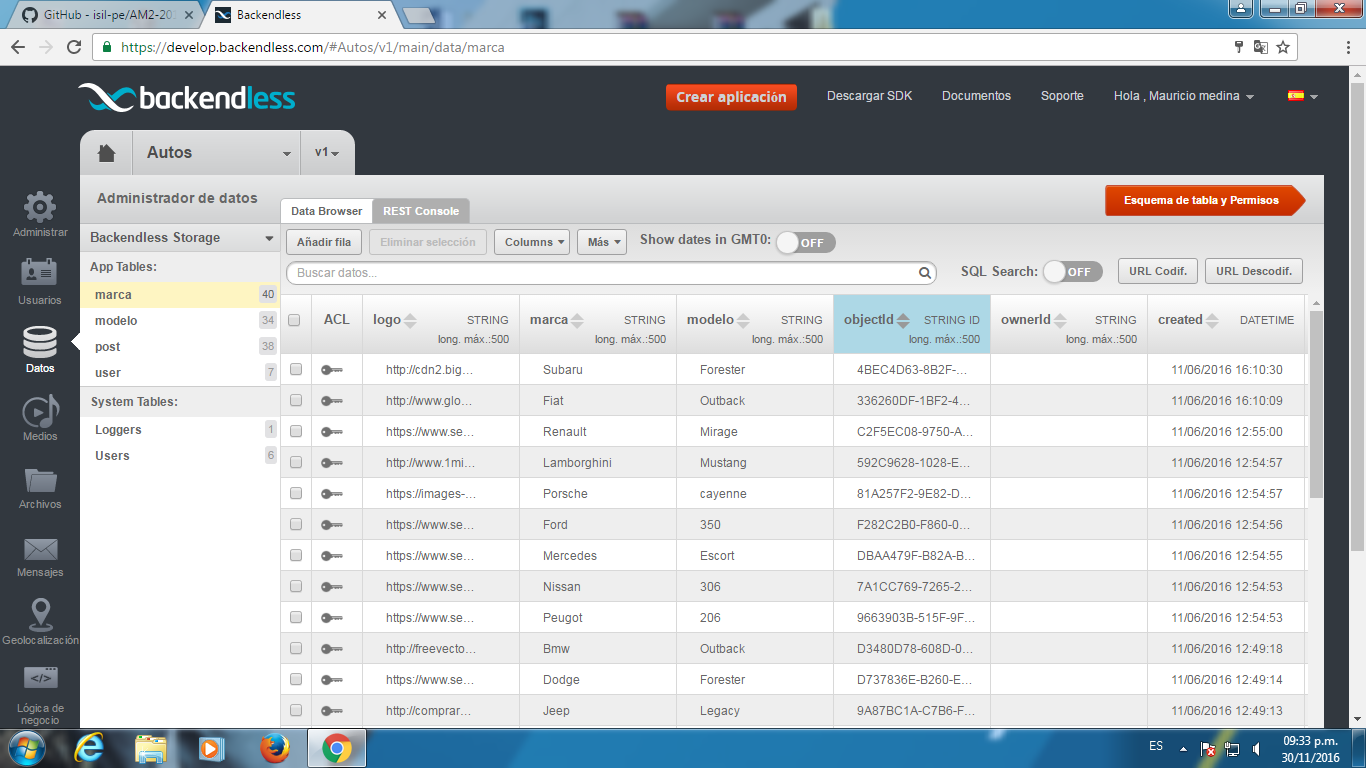 GitHub - isil-pe/AM2-20
Backendless
https://develop.backendless.com/#Autos/v1/main/data/marca
backendless
Crear aplicación
Descargar SDK
Documentos
Soporte
Hola , Mauricio medina
Autos
v1
Administrador de datos
Data Browser
REST Console
Esquema de tabla y Permisos
Administrar
Usuarios
Datos
Medios
Archivos
Mensajes
Geolocalización
Lógica de
negocio
Backendless Storage
App Tables:
marca 40
modelo 34
post 38
user 7
System Tables:
Loggers 1
Users 6
Añadir fila Eliminar selección Columns Más Show dates in GMT0: OFF
Buscar datos... SQL Search: OFF URL Codif. URL Descodif.
ACL logo STRING marca STRING modelo STRING objectId STRING ID ownerId STRING created DATETIME
long. máx.:500 long. máx.:500 long. máx.:500 long. máx.:500 long. máx.:500
http://cdn2.big... Subaru Forester 4BEC4D63-8B2F-... 11/06/2016 16:10:30
http://www.glo... Fiat Outback 336260DF-1BF2-4... 11/06/2016 16:10:09
https://www.se... Renault Mirage C2F5EC08-9750-A... 11/06/2016 12:55:00
http://www.1mi... Lamborghini Mustang 592C9628-1028-E... 11/06/2016 12:54:57
https://images-... Porsche cayenne 81A257F2-9E82-D... 11/06/2016 12:54:57
https://www.se... Ford 350 F282C2B0-F860-0... 11/06/2016 12:54:56
https://www.se... Mercedes Escort DBAA479F-B82A-B... 11/06/2016 12:54:55
https://www.se... Nissan 306 7A1CC769-7265-2... 11/06/2016 12:54:53
https://www.se... Peugot 206 9663903B-515F-9F... 11/06/2016 12:54:53
http://freevecto... Bmw Outback D3480D78-608D-0... 11/06/2016 12:49:18
https://www.se... Dodge Forester D737836E-B260-E... 11/06/2016 12:49:14
http://comprar... Jeep Legacy 9A87BC1A-C7B6-F... 11/06/2016 12:49:13
ES
09:33 p.m.
30/11/2016